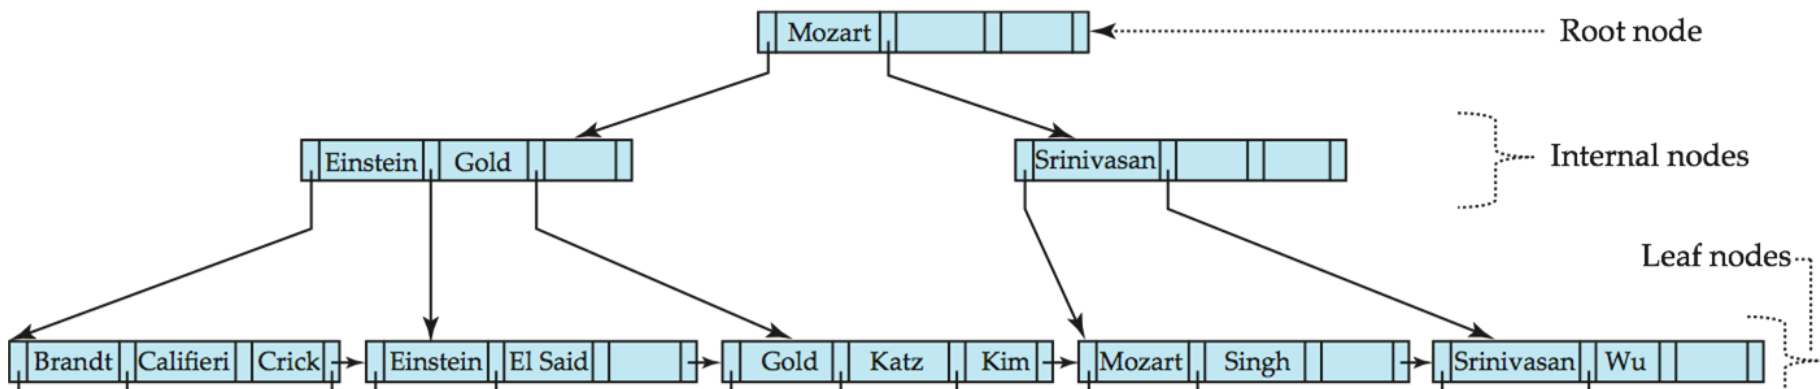 Mozart
Root node
Einstein Gold
Srinivasan
Internal nodes
Leaf nodes
Brandt Califieri Crick Einstein El Said Gold Katz Kim Mozart Singh Srinivasan Wu